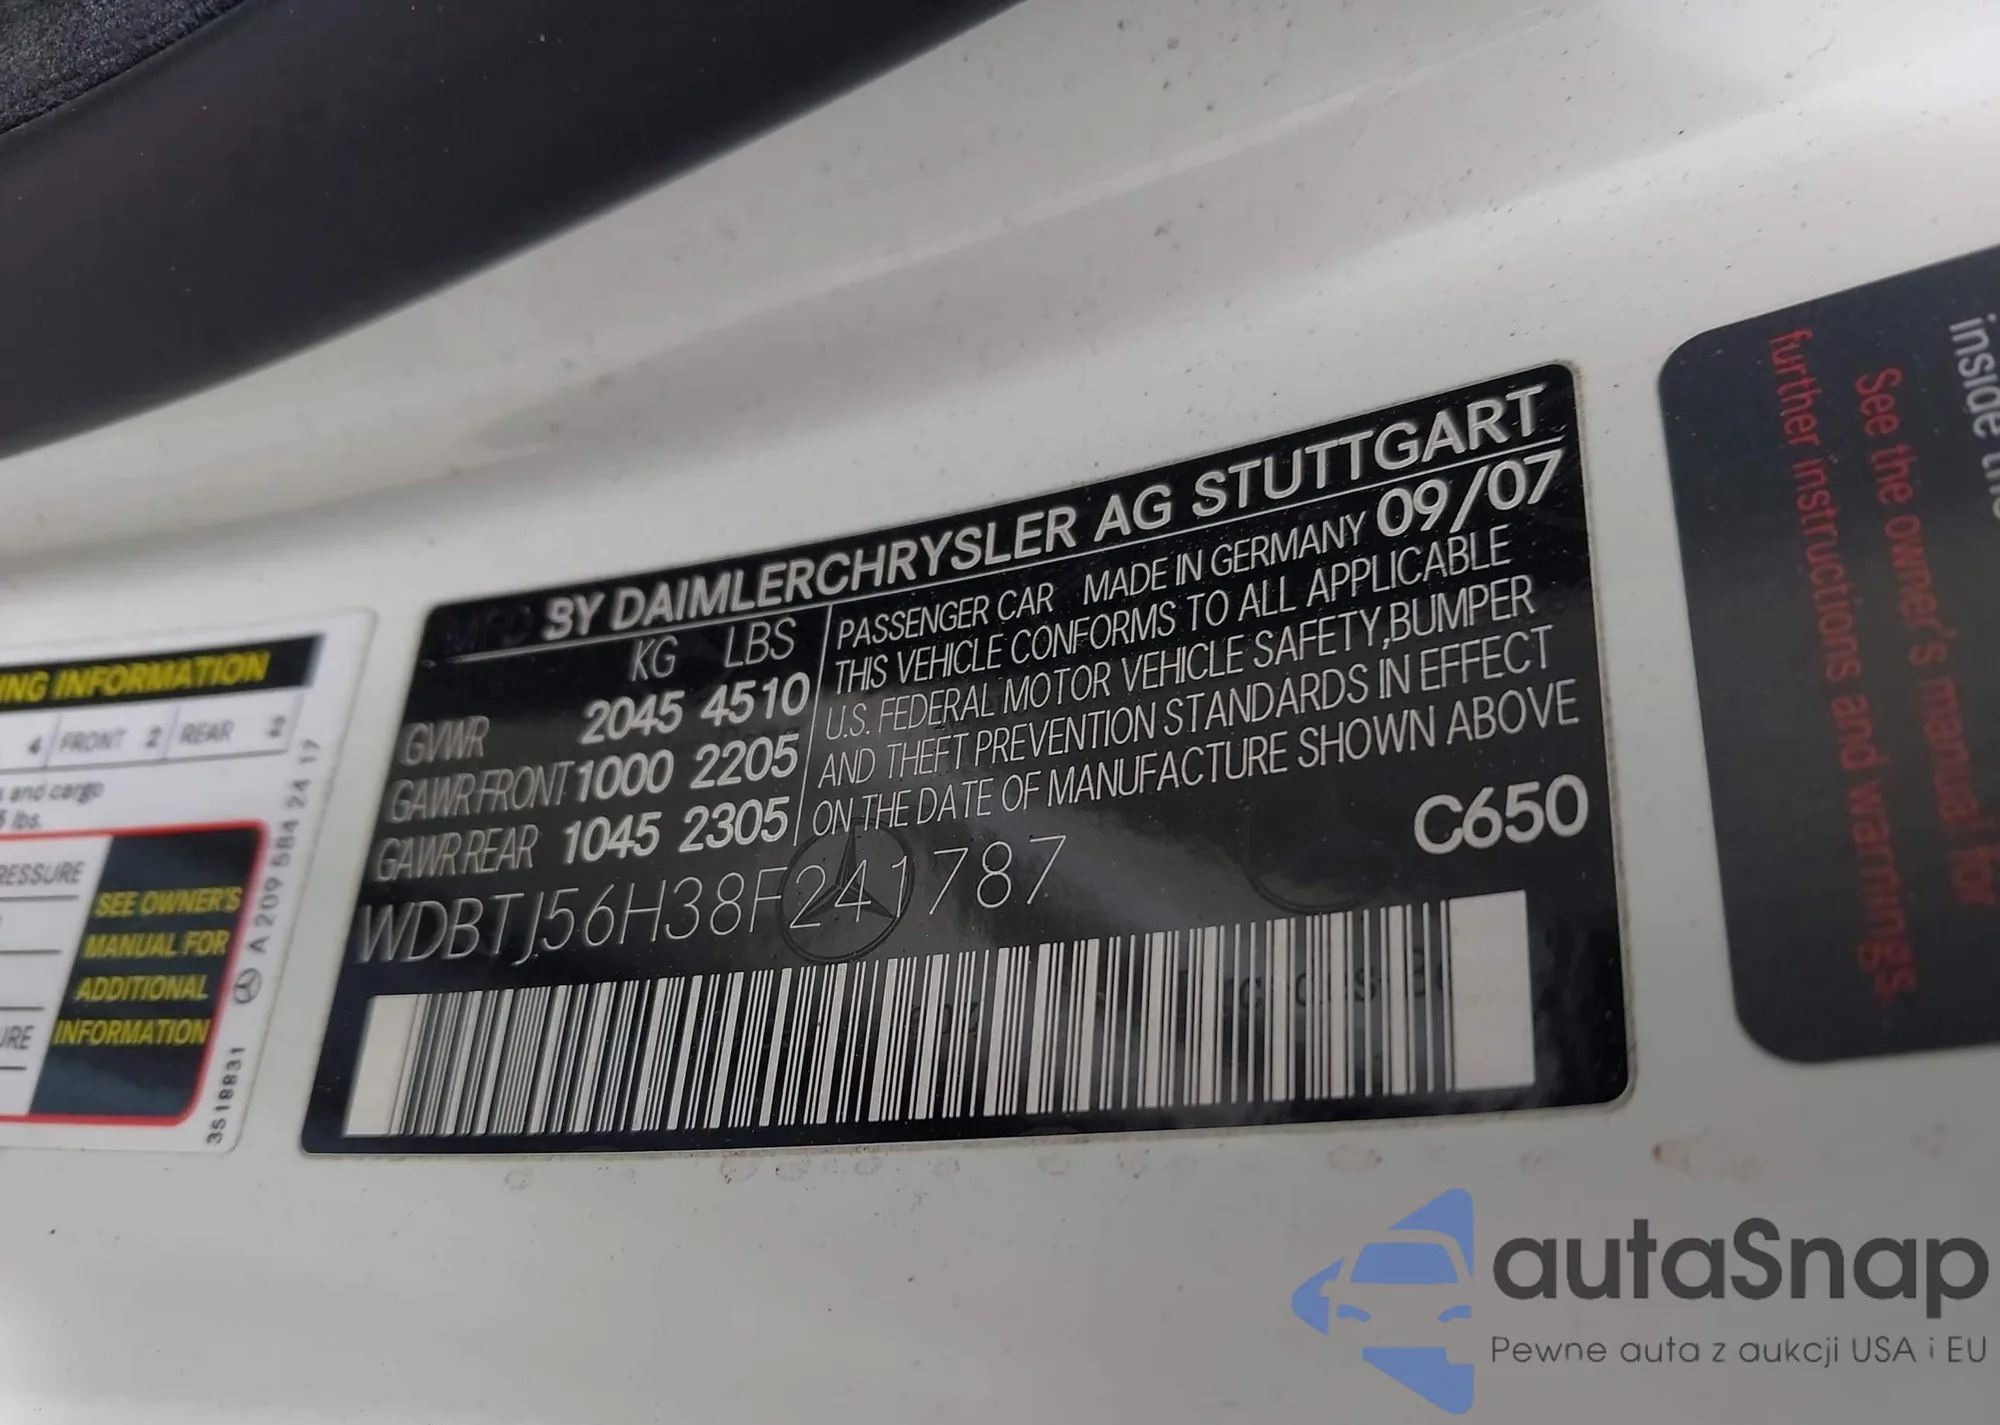 MFD BY DAIMLERCHRYSLER AG STUTTGART
KG LBS
GVWR 2045 4510
GAWR FRONT 1000 2205
GAWR REAR 1045 2305
PASSENGER CAR MADE IN GERMANY 09/07
THIS VEHICLE CONFORMS TO ALL APPLICABLE
U.S. FEDERAL MOTOR VEHICLE SAFETY, BUMPER
AND THEFT PREVENTION STANDARDS IN EFFECT
ON THE DATE OF MANUFACTURE SHOWN ABOVE
C650
WDBTJ56H38F241787
INFORMATION
4 FRONT 2 REAR 2
s and cargo
lbs.
SEE OWNER'S
MANUAL FOR
ADDITIONAL
INFORMATION
A 209 584 24 17
3518831
inside
See the owner's manual for
further instructions and warnings.
autaSnap
Pewne auta z aukcji USA i EU